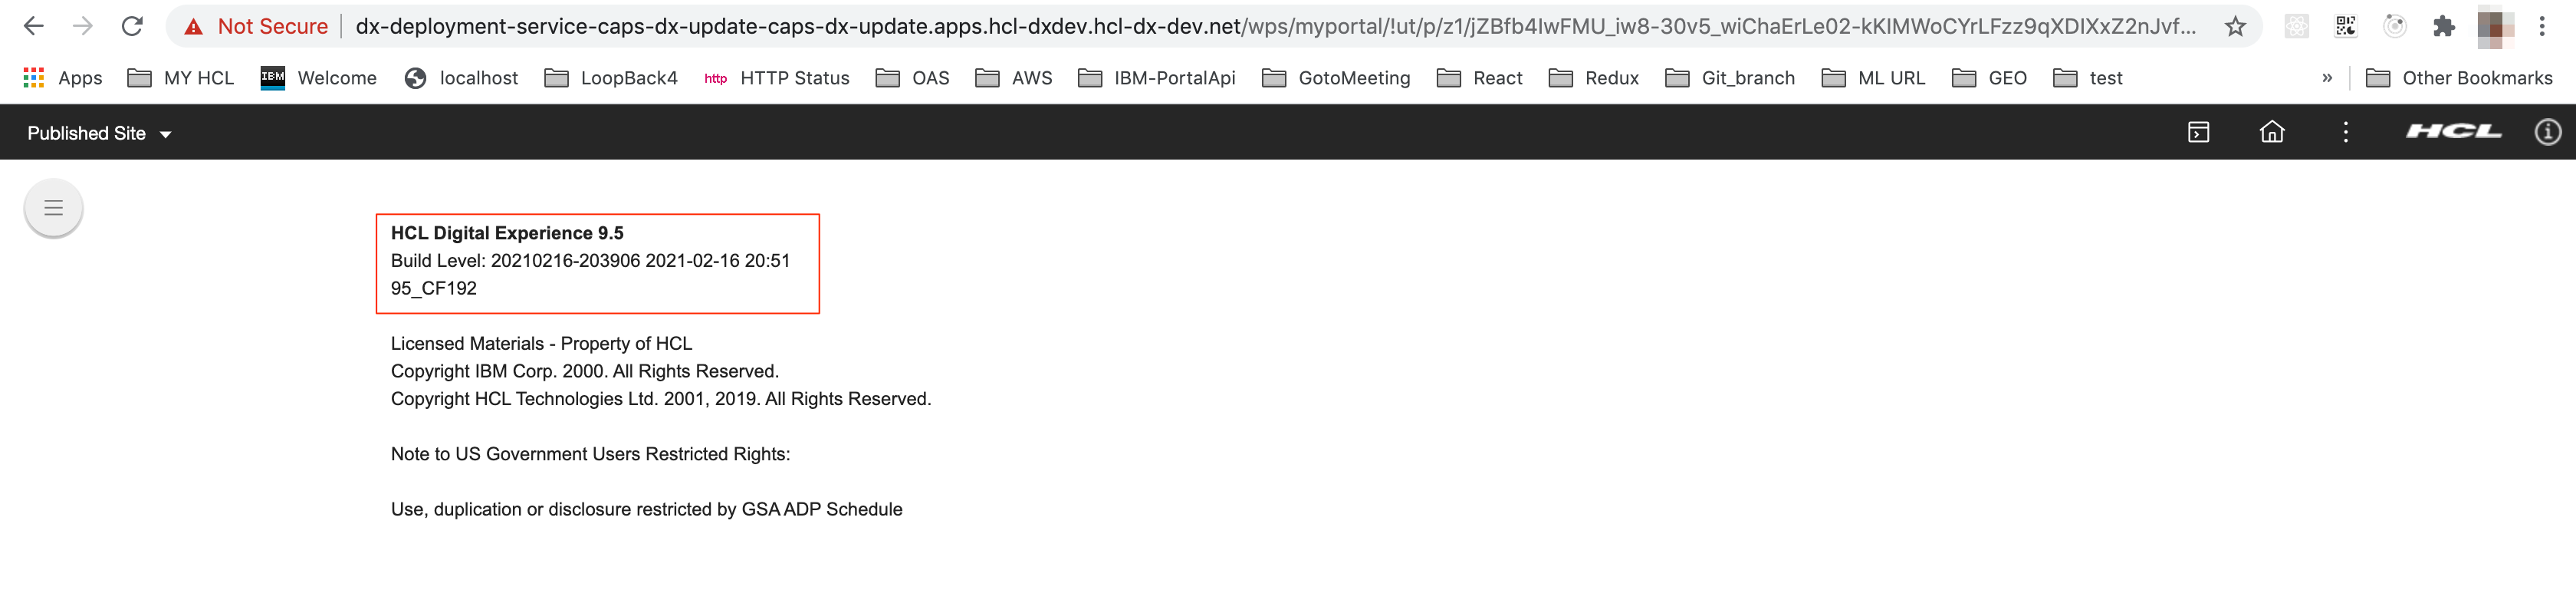 Not Secure dx-deployment-service-caps-dx-update-caps-dx-update.apps.hcl-dxdev.hcl-dx-dev.net/wps/myportal/!ut/p/z1/jZBfb4IwFMU_iw8-30v5_wiChaErLe02-kKIMWoCYrLFzz9qXDIXxZ2nJvf...
Apps MY HCL IBM Welcome localhost LoopBack4 http HTTP Status OAS AWS IBM-PortalApi GotoMeeting React Redux Git_branch ML URL GEO test » Other Bookmarks
Published Site HCL
HCL Digital Experience 9.5
Build Level: 20210216-203906 2021-02-16 20:51
95_CF192
Licensed Materials - Property of HCL
Copyright IBM Corp. 2000. All Rights Reserved.
Copyright HCL Technologies Ltd. 2001, 2019. All Rights Reserved.
Note to US Government Users Restricted Rights:
Use, duplication or disclosure restricted by GSA ADP Schedule